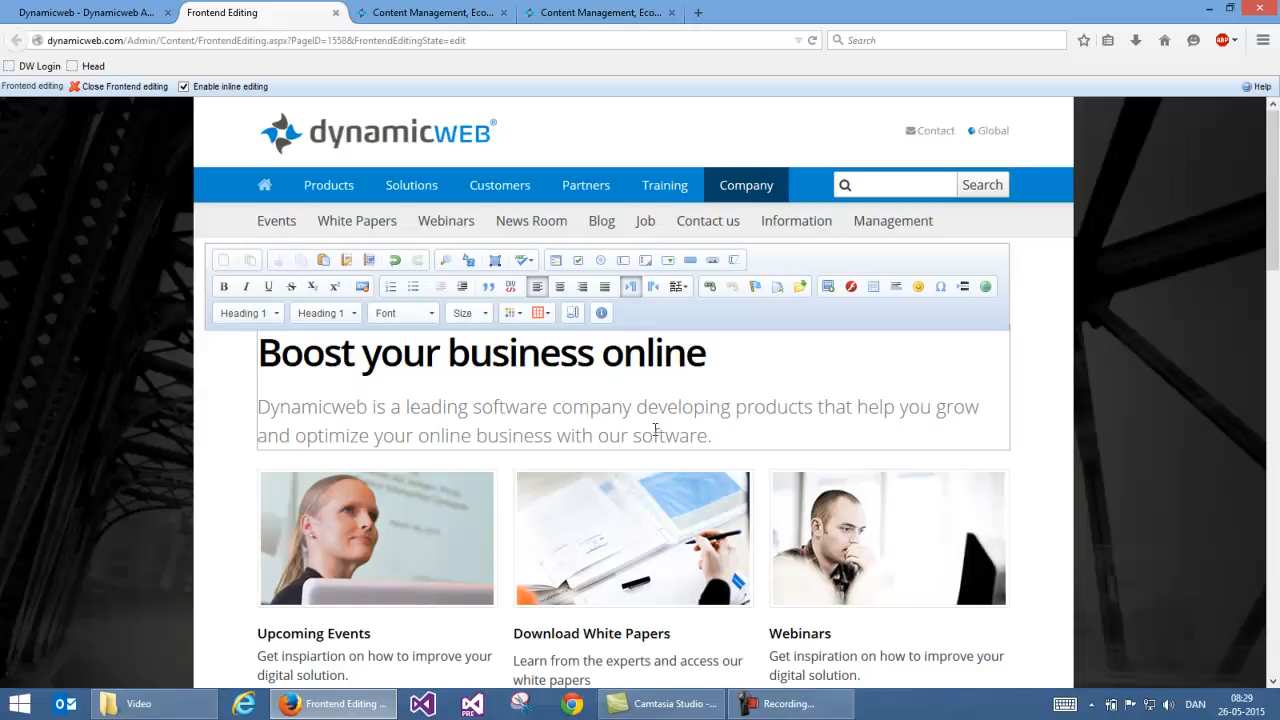 Dynamicweb - Dynamicweb A...
Frontend Editing
Content Management, Eco...
Content Management, Eco...
dynamicweb.com/Admin/Content/FrontendEditing.aspx?PageID=1558&FrontendEditingState=edit
Search
ABP
DW Login
Head
Frontend editing
Close Frontend editing
Enable inline editing
Help
dynamicWEB®
Contact
Global
Products
Solutions
Customers
Partners
Training
Company
Search
Events
White Papers
Webinars
News Room
Blog
Job
Contact us
Information
Management
Heading 1
Heading 1
Font
Size
Boost your business online
Dynamicweb is a leading software company developing products that help you grow
and optimize your online business with our software.
Upcoming Events
Get inspiartion on how to improve your
digital solution.
Download White Papers
Learn from the experts and access our
white papers
Webinars
Get inspiration on how to improve your
digital solution.
Video
Frontend Editing ...
PRE
Camtasia Studio -...
Recording...
DAN
08:29
26-05-2015